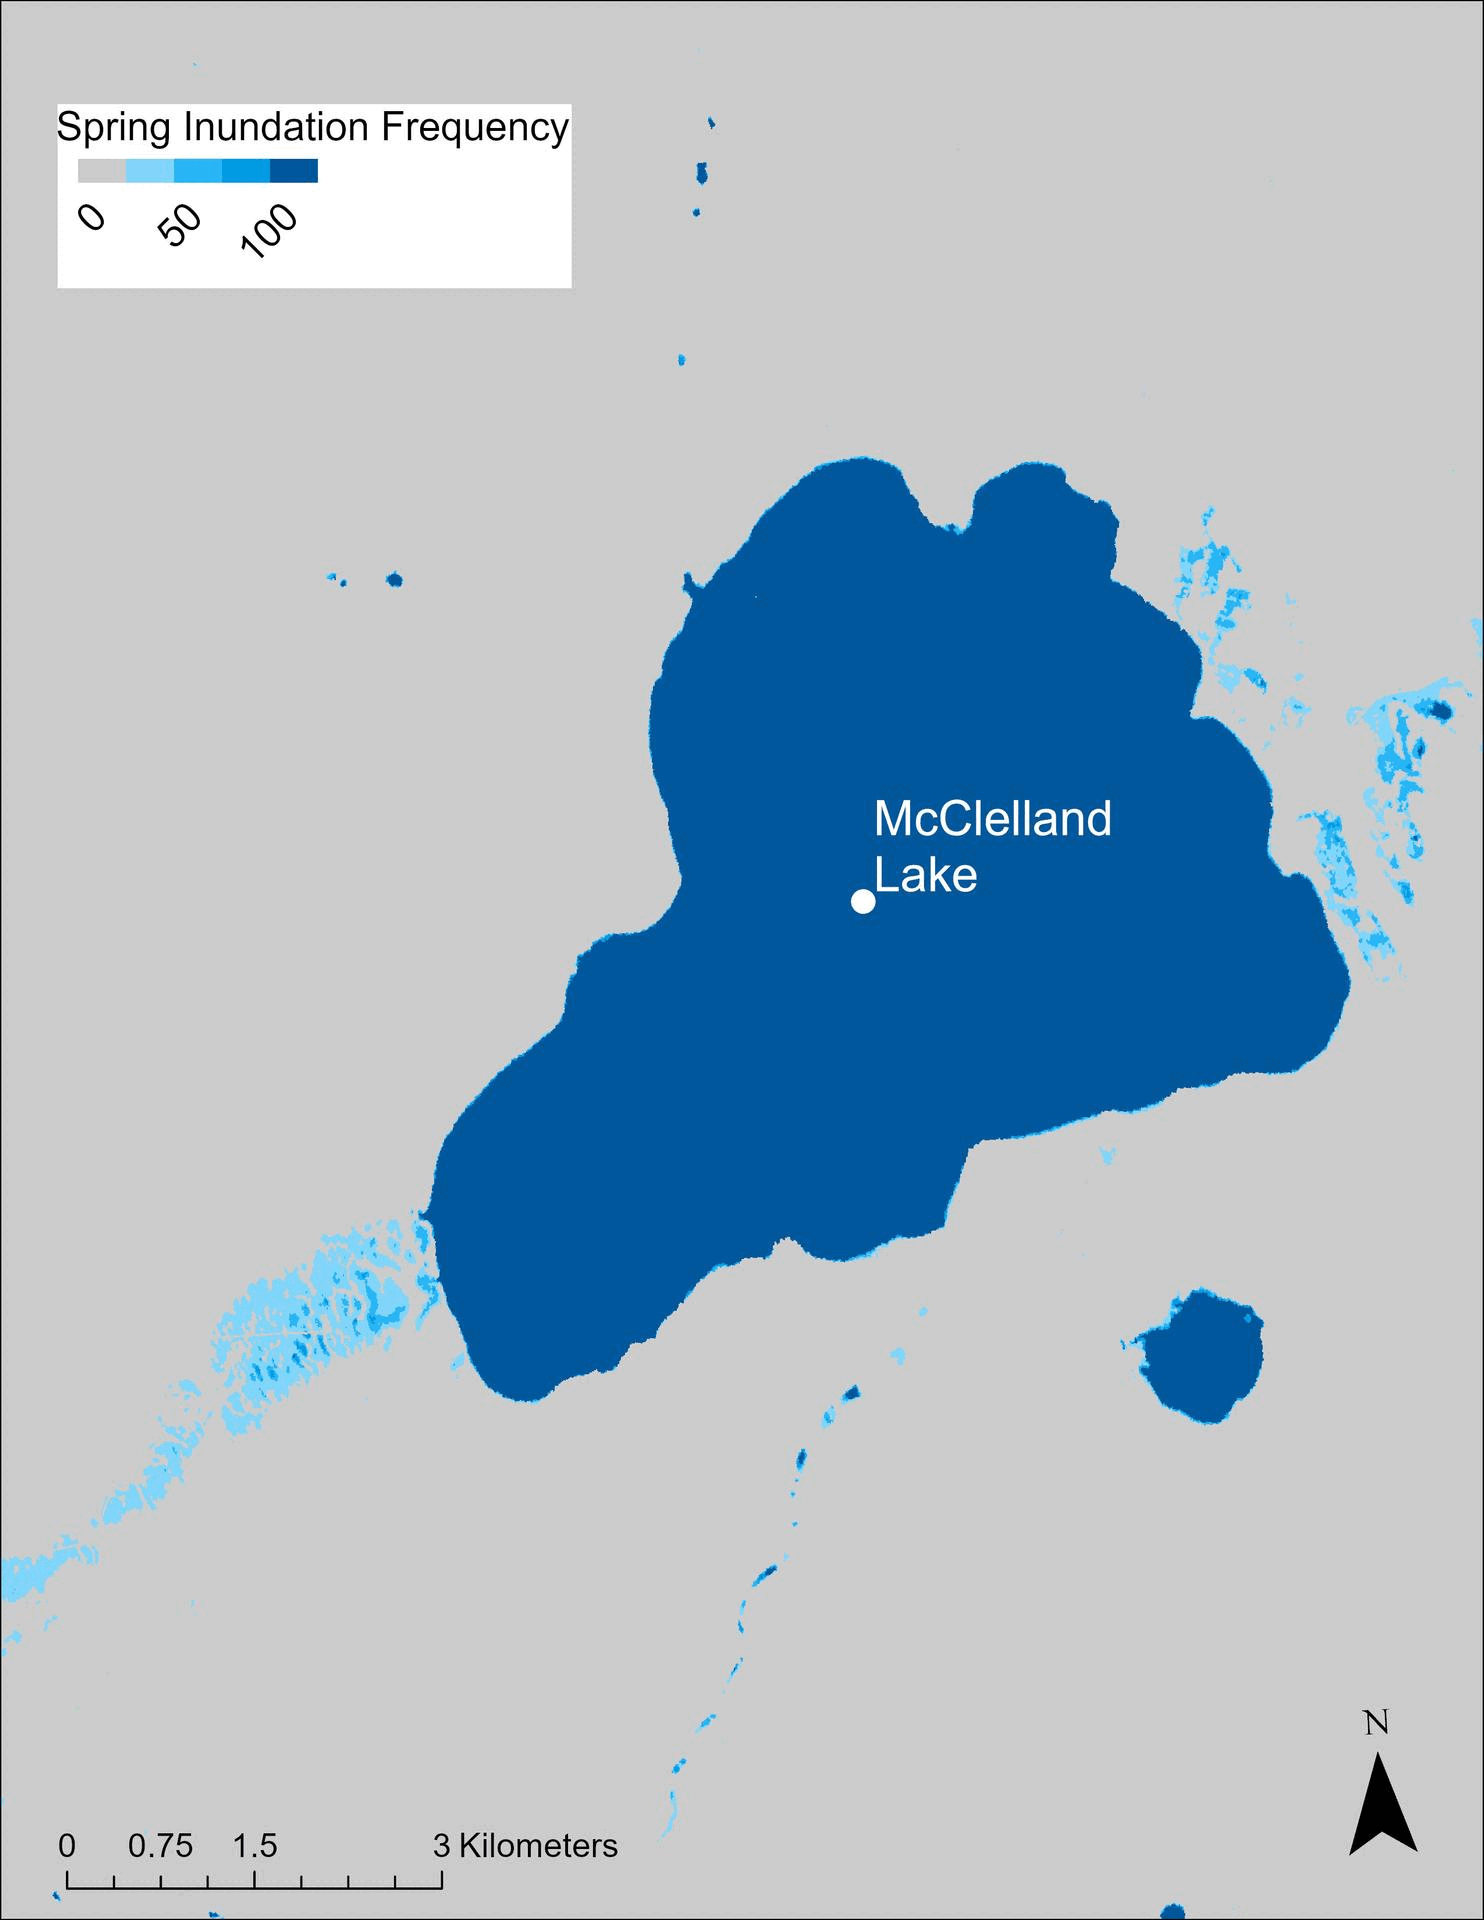 Spring Inundation Frequency
0 50 100
McClelland
Lake
N
0 0.75 1.5 3 Kilometers